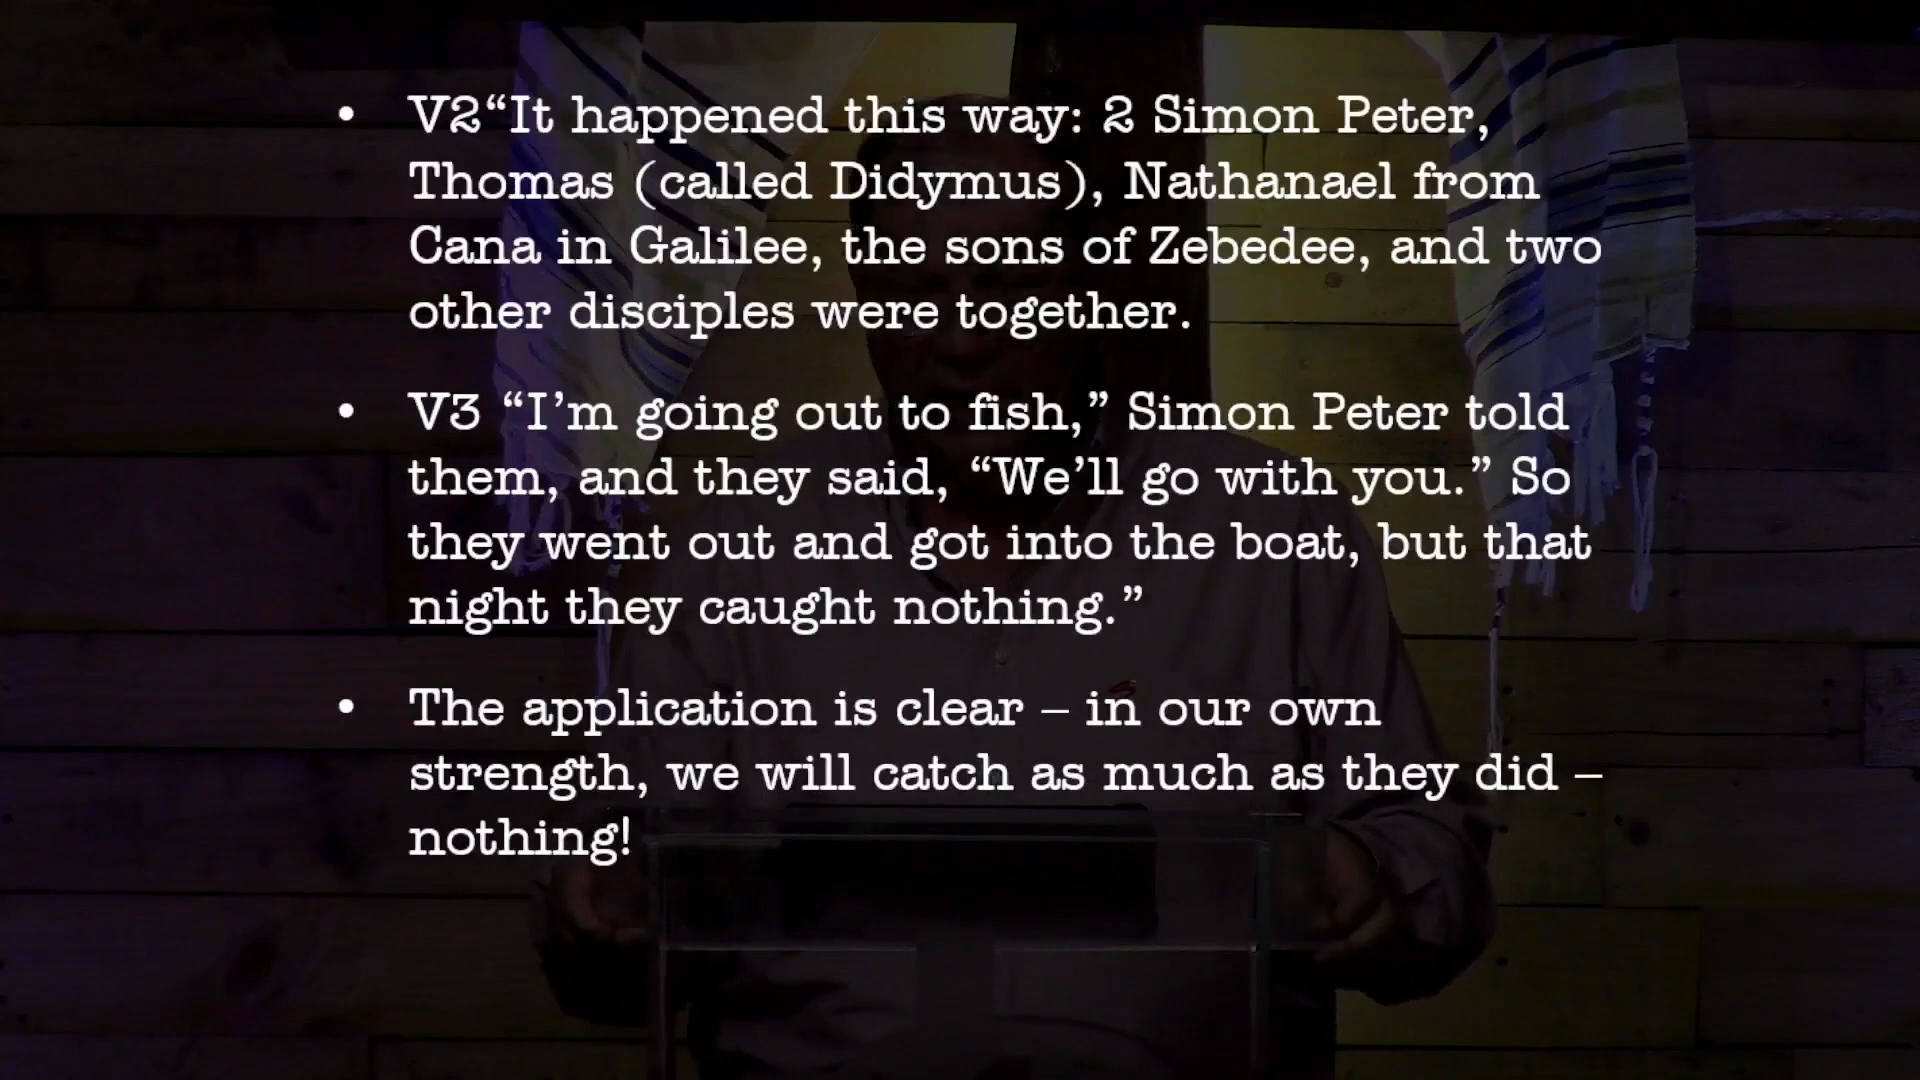 • V2“It happened this way: 2 Simon Peter,
Thomas (called Didymus), Nathanael from
Cana in Galilee, the sons of Zebedee, and two
other disciples were together.
• V3 “I’m going out to fish,” Simon Peter told
them, and they said, “We’ll go with you.” So
they went out and got into the boat, but that
night they caught nothing.”
• The application is clear – in our own
strength, we will catch as much as they did –
nothing!